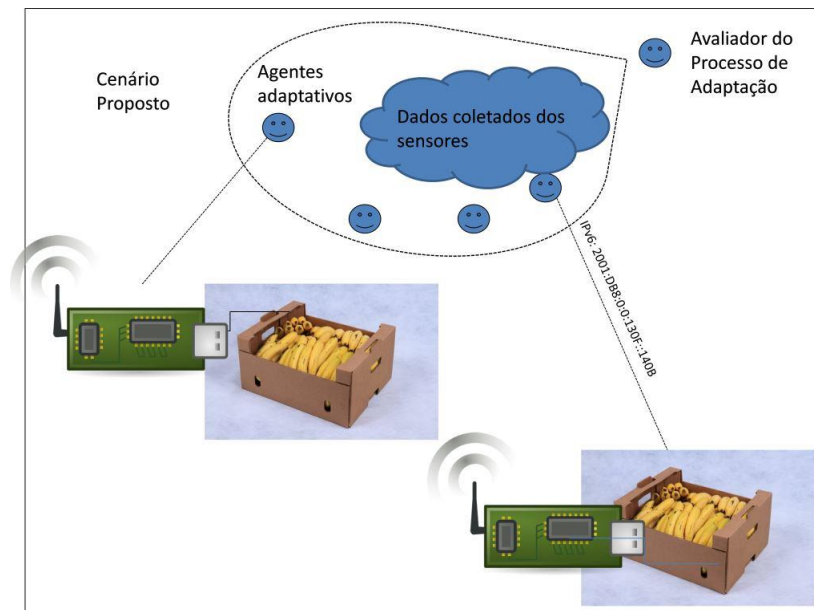 Cenário
Proposto
Agentes
adaptativos
Dados coletados dos
sensores
Avaliador do
Processo de
Adaptação
IPv6: 2001:DB8:0:0:130F::140B